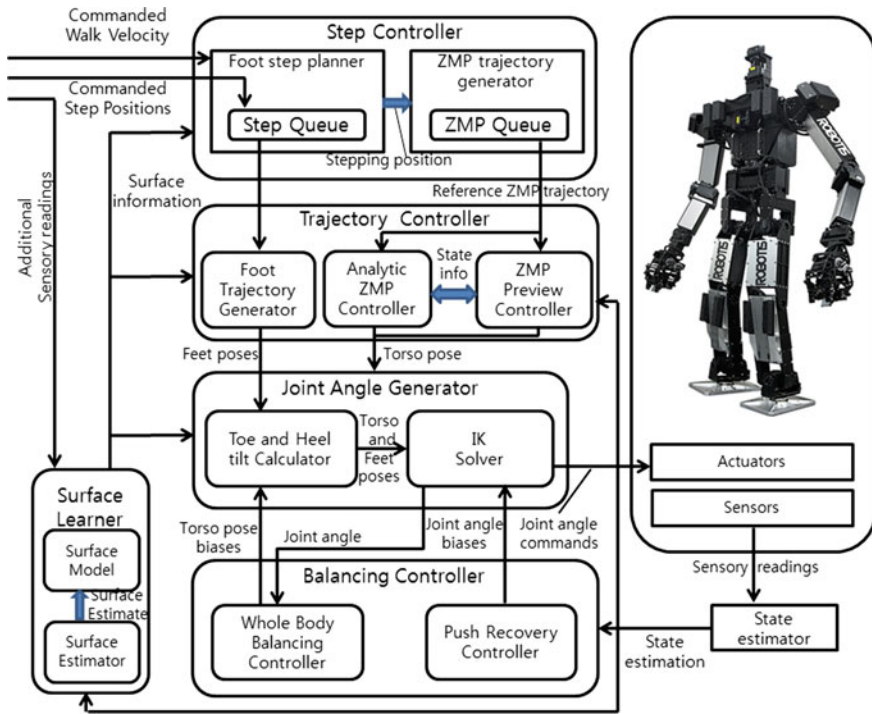 Commanded
Walk Velocity
Commanded
Step Positions
Additional
Sensory readings
Surface
information
Step Controller
Foot step planner
Step Queue
ZMP trajectory
generator
ZMP Queue
Stepping position
Reference ZMP trajectory
Trajectory Controller
Foot
Trajectory
Generator
Analytic
ZMP
Controller
State
info
ZMP
Preview
Controller
Feet poses
Torso pose
Joint Angle Generator
Toe and Heel
tilt Calculator
Torso
and
Feet
poses
IK
Solver
Torso pose
biases
Joint angle
Joint angle
biases
Joint angle
commands
Balancing Controller
Whole Body
Balancing
Controller
Push Recovery
Controller
Surface
Learner
Surface
Model
Surface
Estimate
Surface
Estimator
ROBOTIS
ROBOTIS
ROBOTIS
Actuators
Sensors
Sensory readings
State
estimator
State
estimation